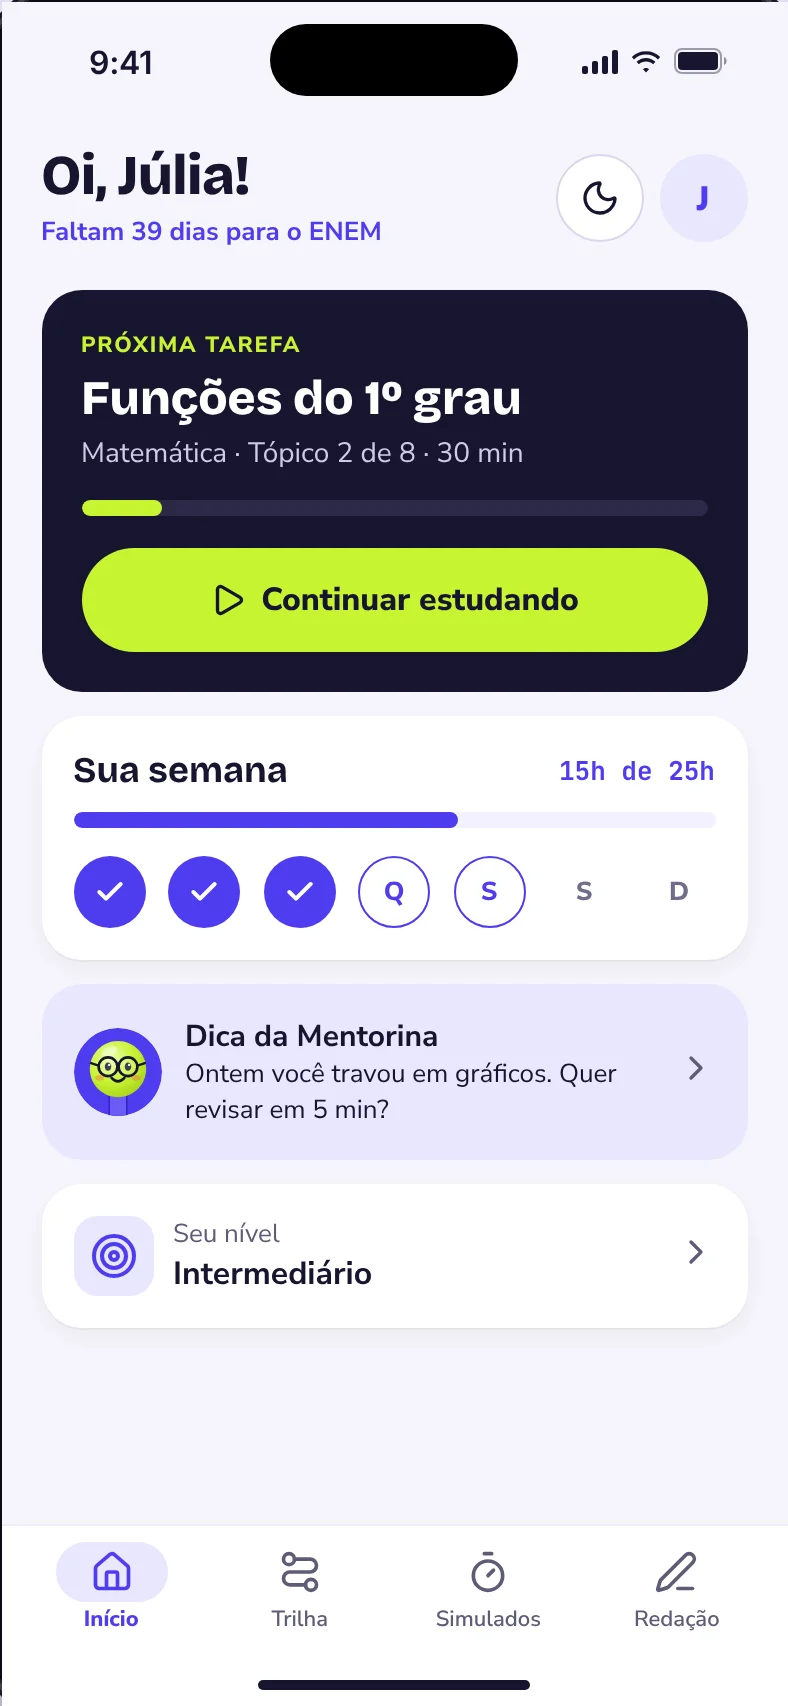 9:41
Oi, Júlia!
Faltam 39 dias para o ENEM
J
PRÓXIMA TAREFA
Funções do 1º grau
Matemática · Tópico 2 de 8 · 30 min
Continuar estudando
Sua semana
15h de 25h
Q S S D
Dica da Mentorina
Ontem você travou em gráficos. Quer
revisar em 5 min?
Seu nível
Intermediário
Início Trilha Simulados Redação